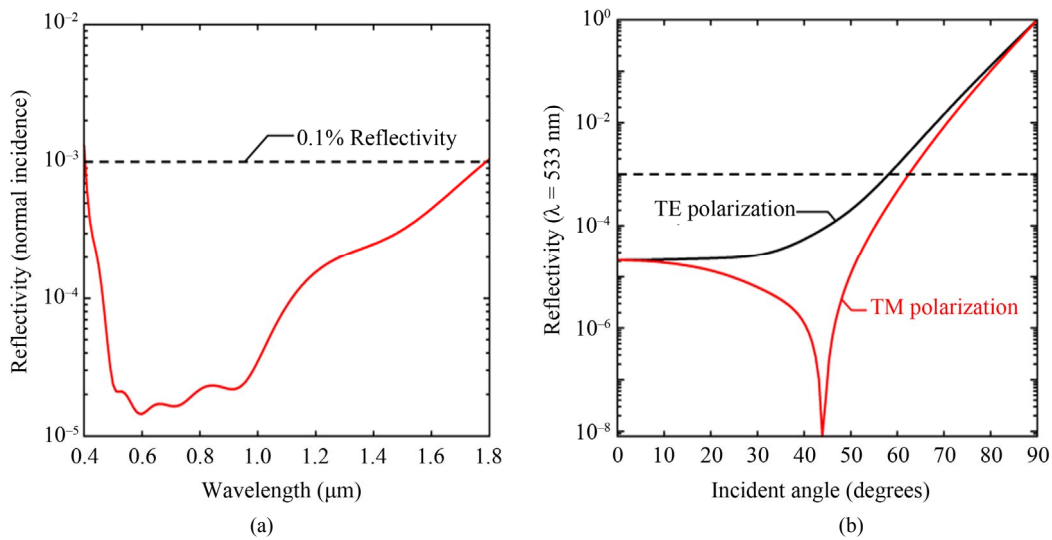 10⁻²
10⁻³
10⁻⁴
10⁻⁵
Reflectivity (normal incidence)
0.1% Reflectivity
0.4 0.6 0.8 1.0 1.2 1.4 1.6 1.8
Wavelength (μm)
(a)
10⁰
10⁻²
10⁻⁴
10⁻⁶
10⁻⁸
Reflectivity (λ = 533 nm)
TE polarization
TM polarization
0 10 20 30 40 50 60 70 80 90
Incident angle (degrees)
(b)